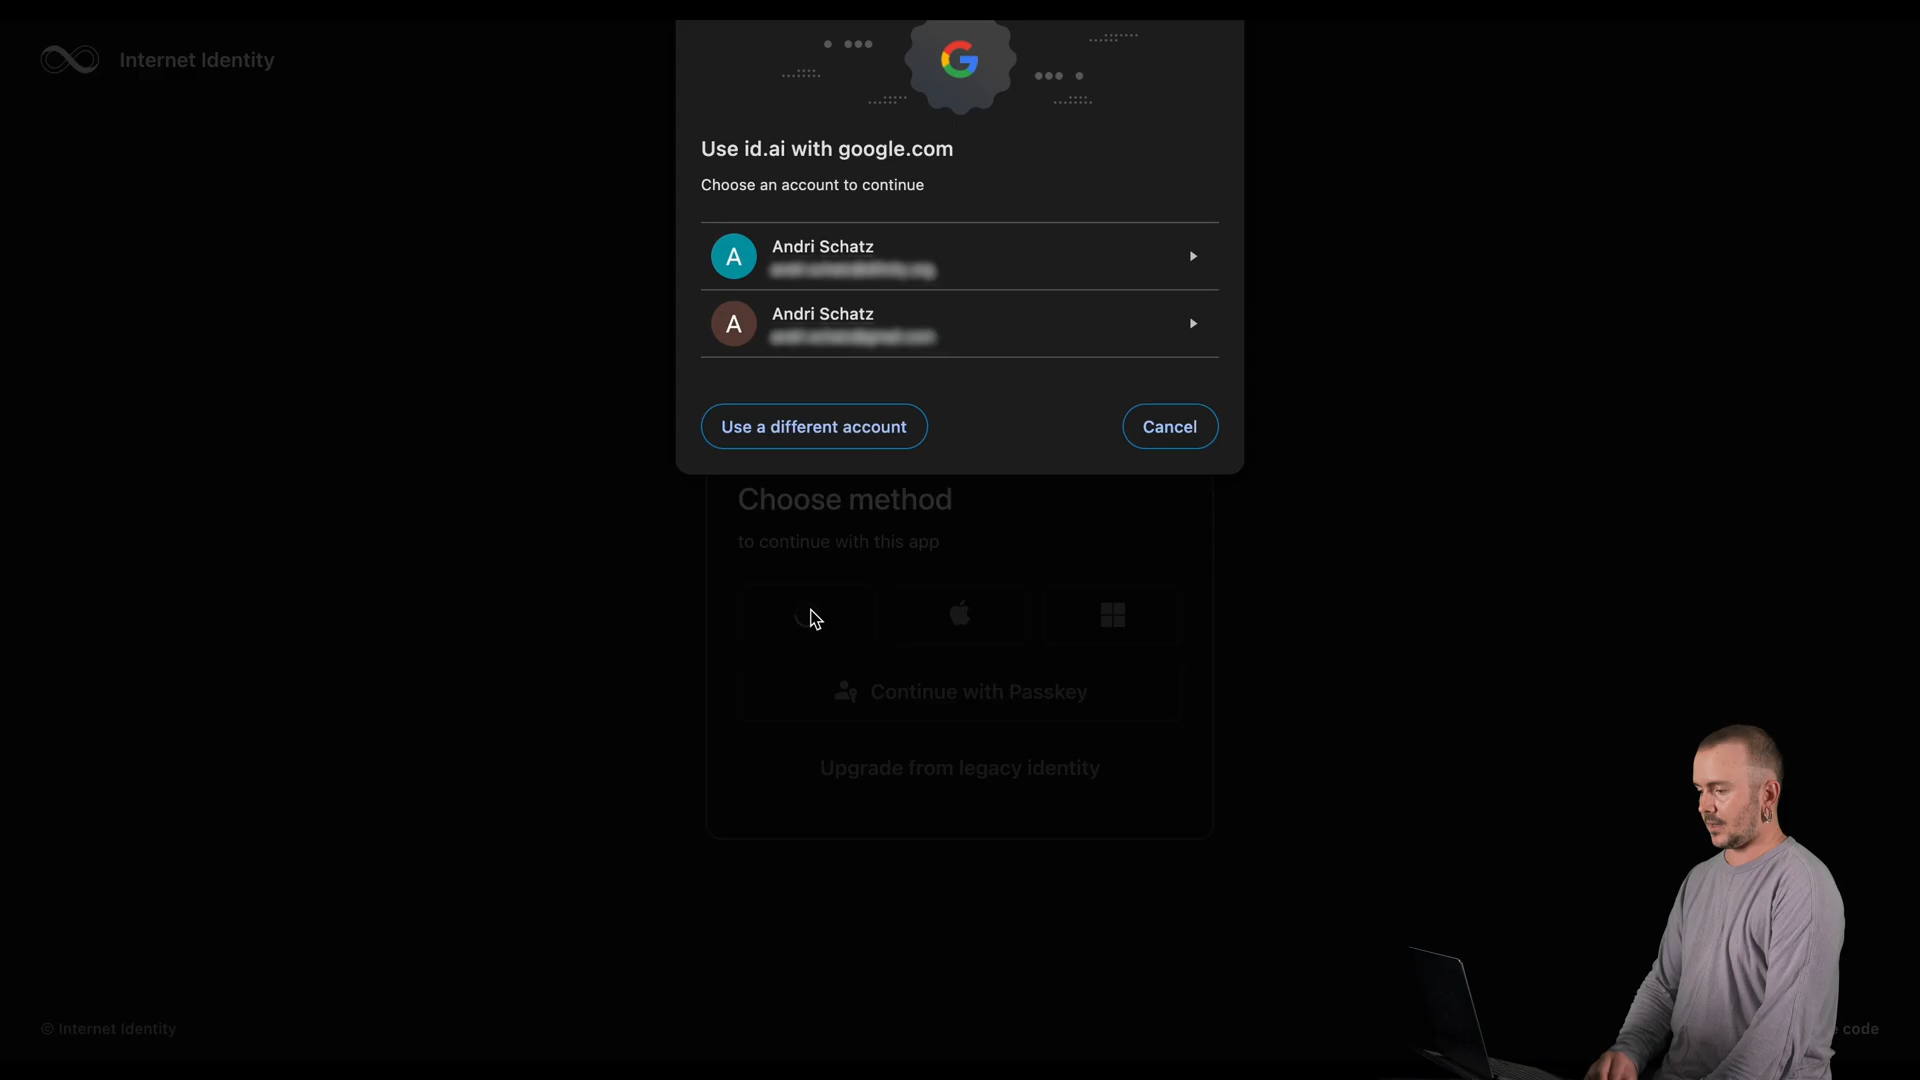 Internet Identity
Use id.ai with google.com
Choose an account to continue
A
Andri Schatz
A
Andri Schatz
Use a different account
Cancel
Choose method
to continue with this app
Continue with Passkey
Upgrade from legacy identity
© Internet Identity
code